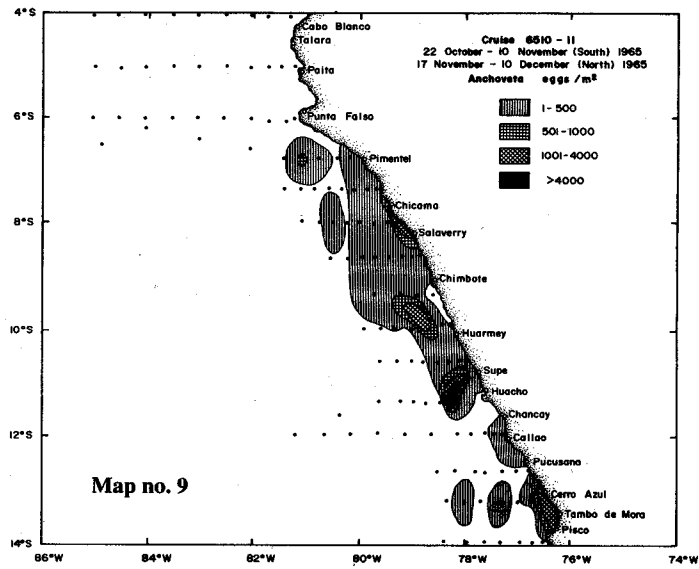 4°S
Cabo Blanco
Talara
Cruise 6510-11
22 October - 10 November (South) 1965
17 November - 10 December (North) 1965
Anchoveta eggs /m²
Paita
1-500
501-1000
1001-4000
>4000
6°S
Punta Falsa
Pimentel
Chicama
8°S
Salaverry
Chimbote
10°S
Huarmey
Supe
Huacho
Chancay
12°S
Callao
Pucusana
Map no. 9
Cerro Azul
Tambo de Mora
Pisco
14°S
86°W
84°W
82°W
80°W
78°W
76°W
74°W